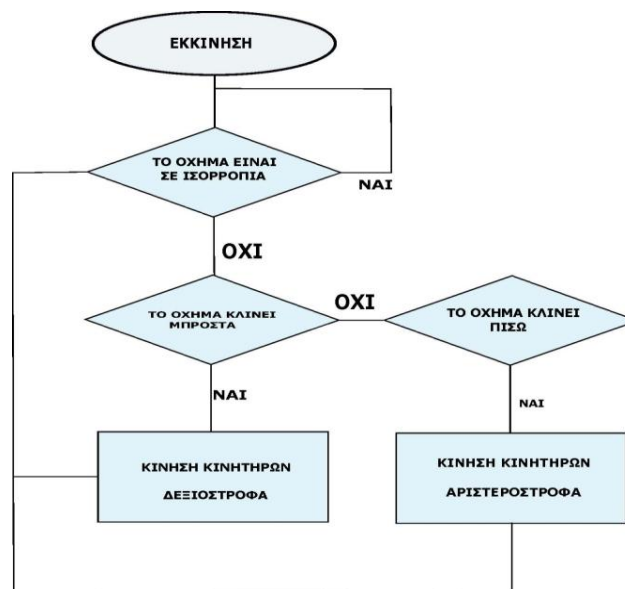 ΕΚΚΙΝΗΣΗ
ΤΟ ΟΧΗΜΑ ΕΙΝΑΙ
ΣΕ ΙΣΟΡΡΟΠΙΑ
ΝΑΙ
ΟΧΙ
ΤΟ ΟΧΗΜΑ ΚΛΙΝΕΙ
ΜΠΡΟΣΤΑ
ΟΧΙ
ΤΟ ΟΧΗΜΑ ΚΛΙΝΕΙ
ΠΙΣΩ
ΝΑΙ
ΝΑΙ
ΚΙΝΗΣΗ ΚΙΝΗΤΗΡΩΝ
ΔΕΞΙΟΣΤΡΟΦΑ
ΚΙΝΗΣΗ ΚΙΝΗΤΗΡΩΝ
ΑΡΙΣΤΕΡΟΣΤΡΟΦΑ